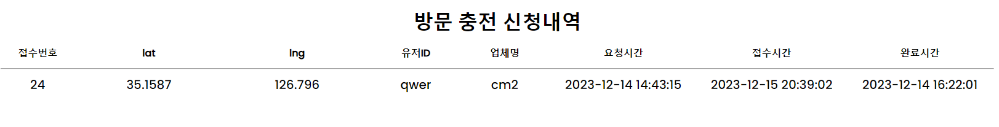 방문 충전 신청내역
접수번호 lat lng 유저ID 업체명 요청시간 접수시간 완료시간
24 35.1587 126.796 qwer cm2 2023-12-14 14:43:15 2023-12-15 20:39:02 2023-12-14 16:22:01